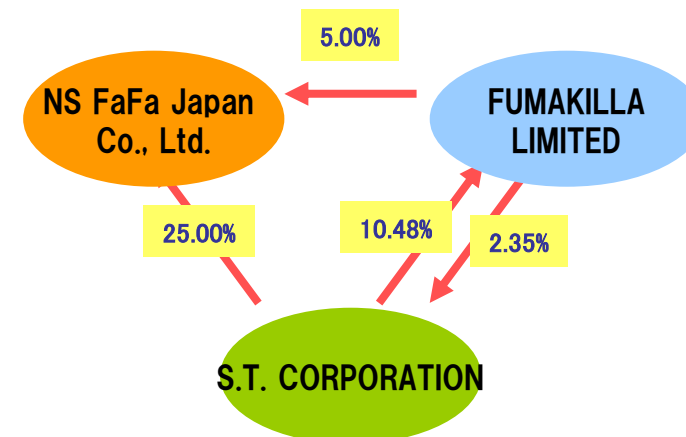 5.00%
NS FaFa Japan
Co., Ltd.
FUMAKILLA
LIMITED
25.00%
10.48%
2.35%
S.T. CORPORATION